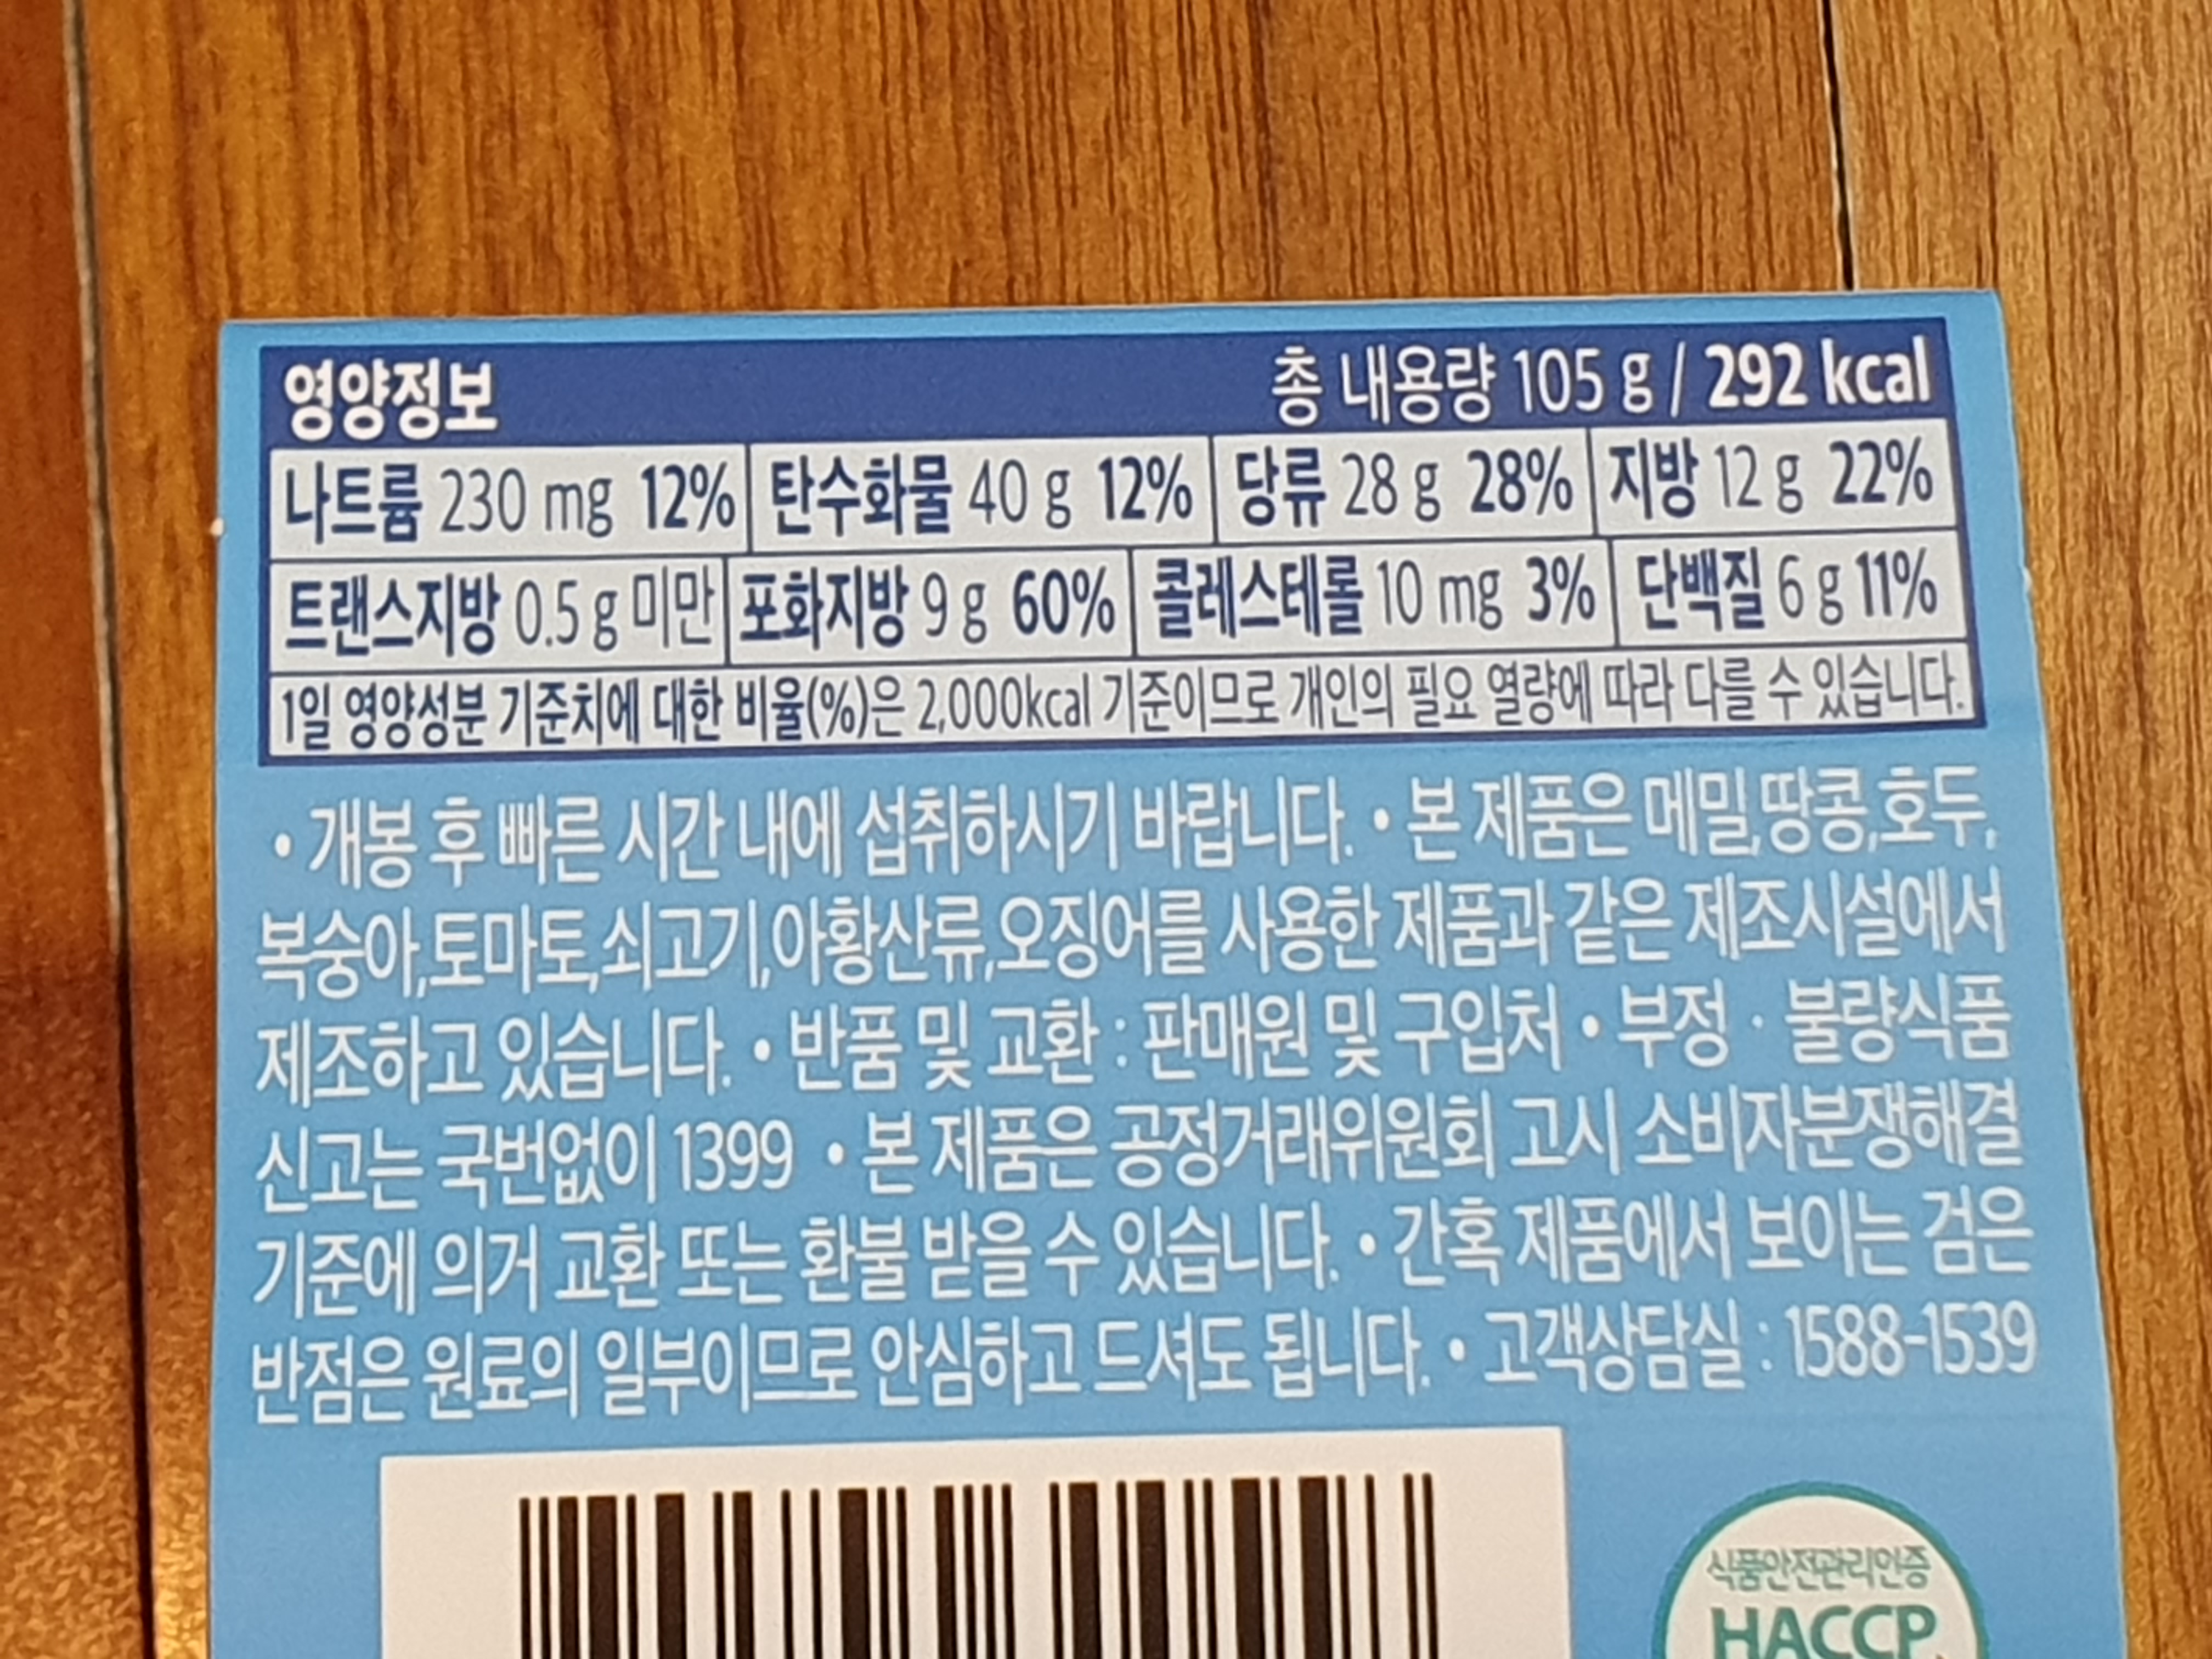 영양정보 총 내용량 105 g / 292 kcal
나트륨 230 mg 12% 탄수화물 40 g 12% 당류 28 g 28% 지방 12 g 22%
트랜스지방 0.5 g 미만 포화지방 9 g 60% 콜레스테롤 10 mg 3% 단백질 6 g 11%
1일 영양성분 기준치에 대한 비율(%)은 2,000kcal 기준이므로 개인의 필요 열량에 따라 다를 수 있습니다.
• 개봉 후 빠른 시간 내에 섭취하시기 바랍니다. • 본 제품은 메밀,땅콩,호두,
복숭아,토마토,쇠고기,아황산류,오징어를 사용한 제품과 같은 제조시설에서
제조하고 있습니다. • 반품 및 교환 : 판매원 및 구입처 • 부정 · 불량식품
신고는 국번없이 1399 • 본 제품은 공정거래위원회 고시 소비자분쟁해결
기준에 의거 교환 또는 환불 받을 수 있습니다. • 간혹 제품에서 보이는 검은
반점은 원료의 일부이므로 안심하고 드셔도 됩니다. • 고객상담실 : 1588-1539
식품안전관리인증
HACCP